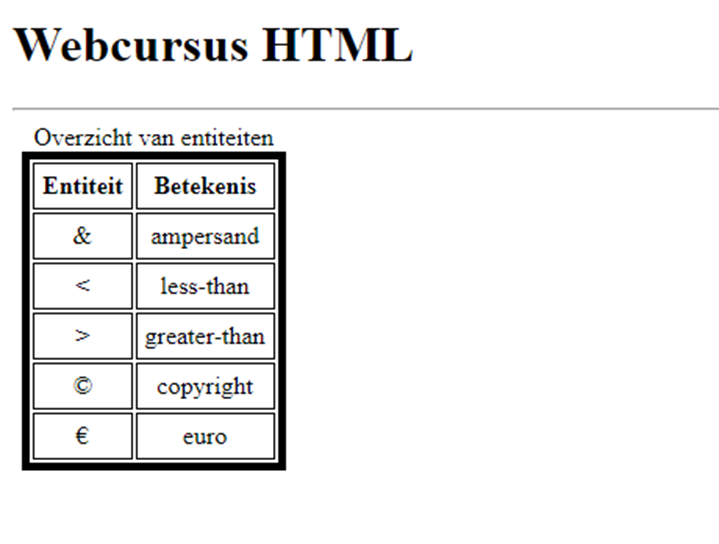 Webcursus HTML
Overzicht van entiteiten
Entiteit Betekenis
& ampersand
< less-than
> greater-than
© copyright
€ euro